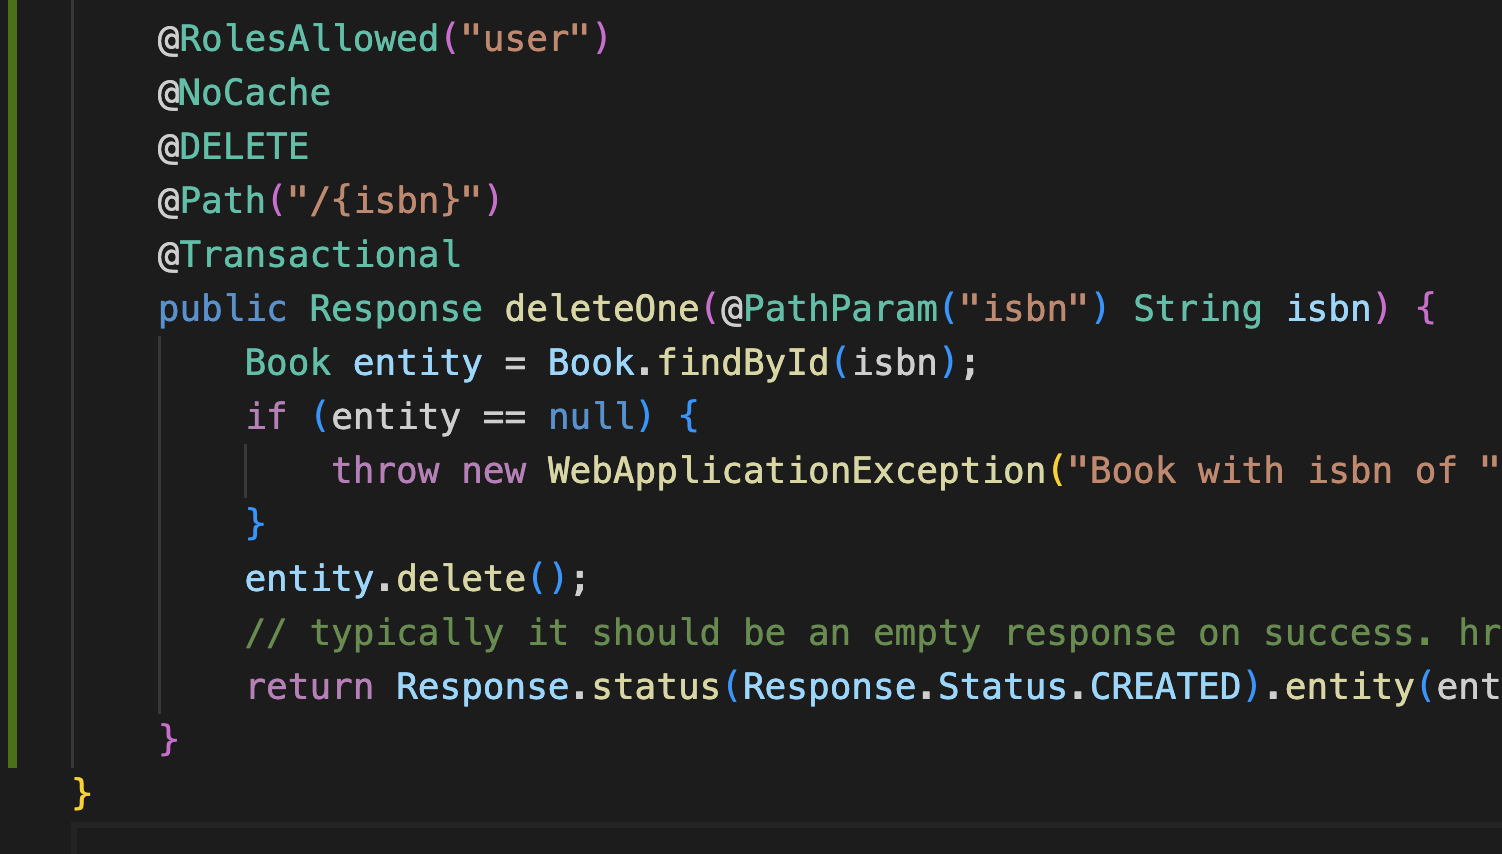 @RolesAllowed("user")
@NoCache
@DELETE
@Path("/{isbn}")
@Transactional
public Response deleteOne(@PathParam("isbn") String isbn) {
Book entity = Book.findById(isbn);
if (entity == null) {
throw new WebApplicationException("Book with isbn of "
}
entity.delete();
// typically it should be an empty response on success. hr
return Response.status(Response.Status.CREATED).entity(ent
}
}